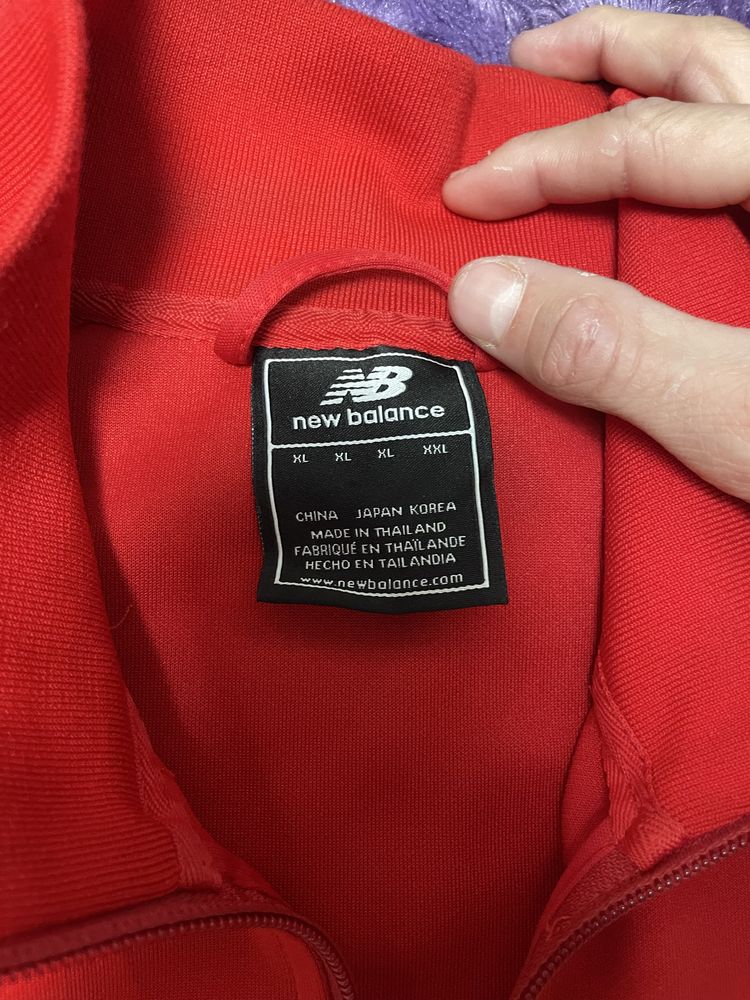 NB
new balance
XL XL XL XXL
CHINA JAPAN KOREA
MADE IN THAILAND
FABRIQUÉ EN THAÏLANDE
HECHO EN TAILANDIA
www.newbalance.com